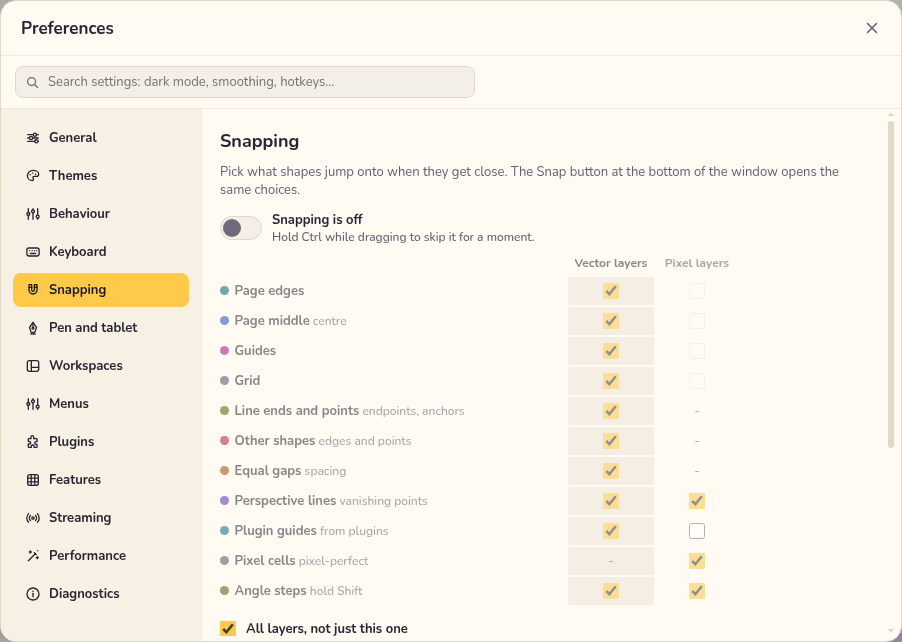 Preferences
Search settings: dark mode, smoothing, hotkeys...
General
Themes
Behaviour
Keyboard
Snapping
Pen and tablet
Workspaces
Menus
Plugins
Features
Streaming
Performance
Diagnostics
Snapping
Pick what shapes jump onto when they get close. The Snap button at the bottom of the window opens the
same choices.
Snapping is off
Hold Ctrl while dragging to skip it for a moment.
Vector layers Pixel layers
Page edges
Page middle centre
Guides
Grid
Line ends and points endpoints, anchors -
Other shapes edges and points -
Equal gaps spacing -
Perspective lines vanishing points
Plugin guides from plugins
Pixel cells pixel-perfect -
Angle steps hold Shift
All layers, not just this one